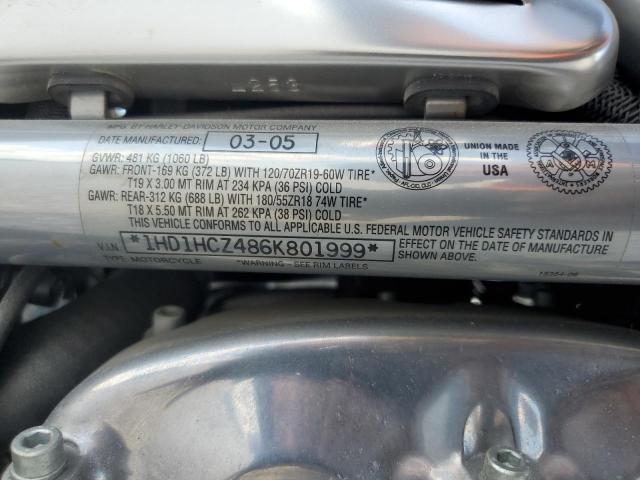 L253
MFG. BY HARLEY-DAVIDSON MOTOR COMPANY
DATE MANUFACTURED: 03-05
GVWR: 481 KG (1060 LB)
GAWR: FRONT-169 KG (372 LB) WITH 120/70ZR19-60W TIRE*
T19 X 3.00 MT RIM AT 234 KPA (36 PSI) COLD
GAWR: REAR-312 KG (688 LB) WITH 180/55ZR18 74W TIRE*
T18 X 5.50 MT RIM AT 262 KPA (38 PSI) COLD
THIS VEHICLE CONFORMS TO ALL APPLICABLE U.S. FEDERAL MOTOR VEHICLE SAFETY STANDARDS IN
EFFECT ON THE DATE OF MANUFACTURE
SHOWN ABOVE.
V.I.N. *1HD1HCZ486K801999*
TYPE: MOTORCYCLE *WARNING – SEE RIM LABELS
UNION MADE
IN THE
USA
AFL-CIO, CLC